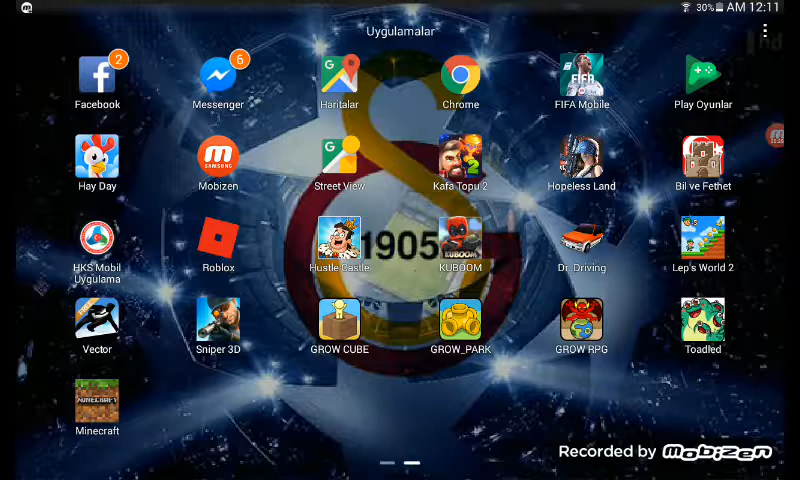 30% AM 12:11
Uygulamalar
2
6
Facebook
Messenger
Haritalar
Chrome
FIFA Mobile
Play Oyunlar
Hay Day
Mobizen
Street View
Kafa Topu 2
Hopeless Land
Bil ve Fethet
HKS Mobil
Uygulama
Roblox
Hustle Castle
1905
KUBOOM
Dr. Driving
Lep's World 2
Vector
Sniper 3D
GROW CUBE
GROW_PARK
GROW RPG
Toadled
Minecraft
Recorded by Mobizen